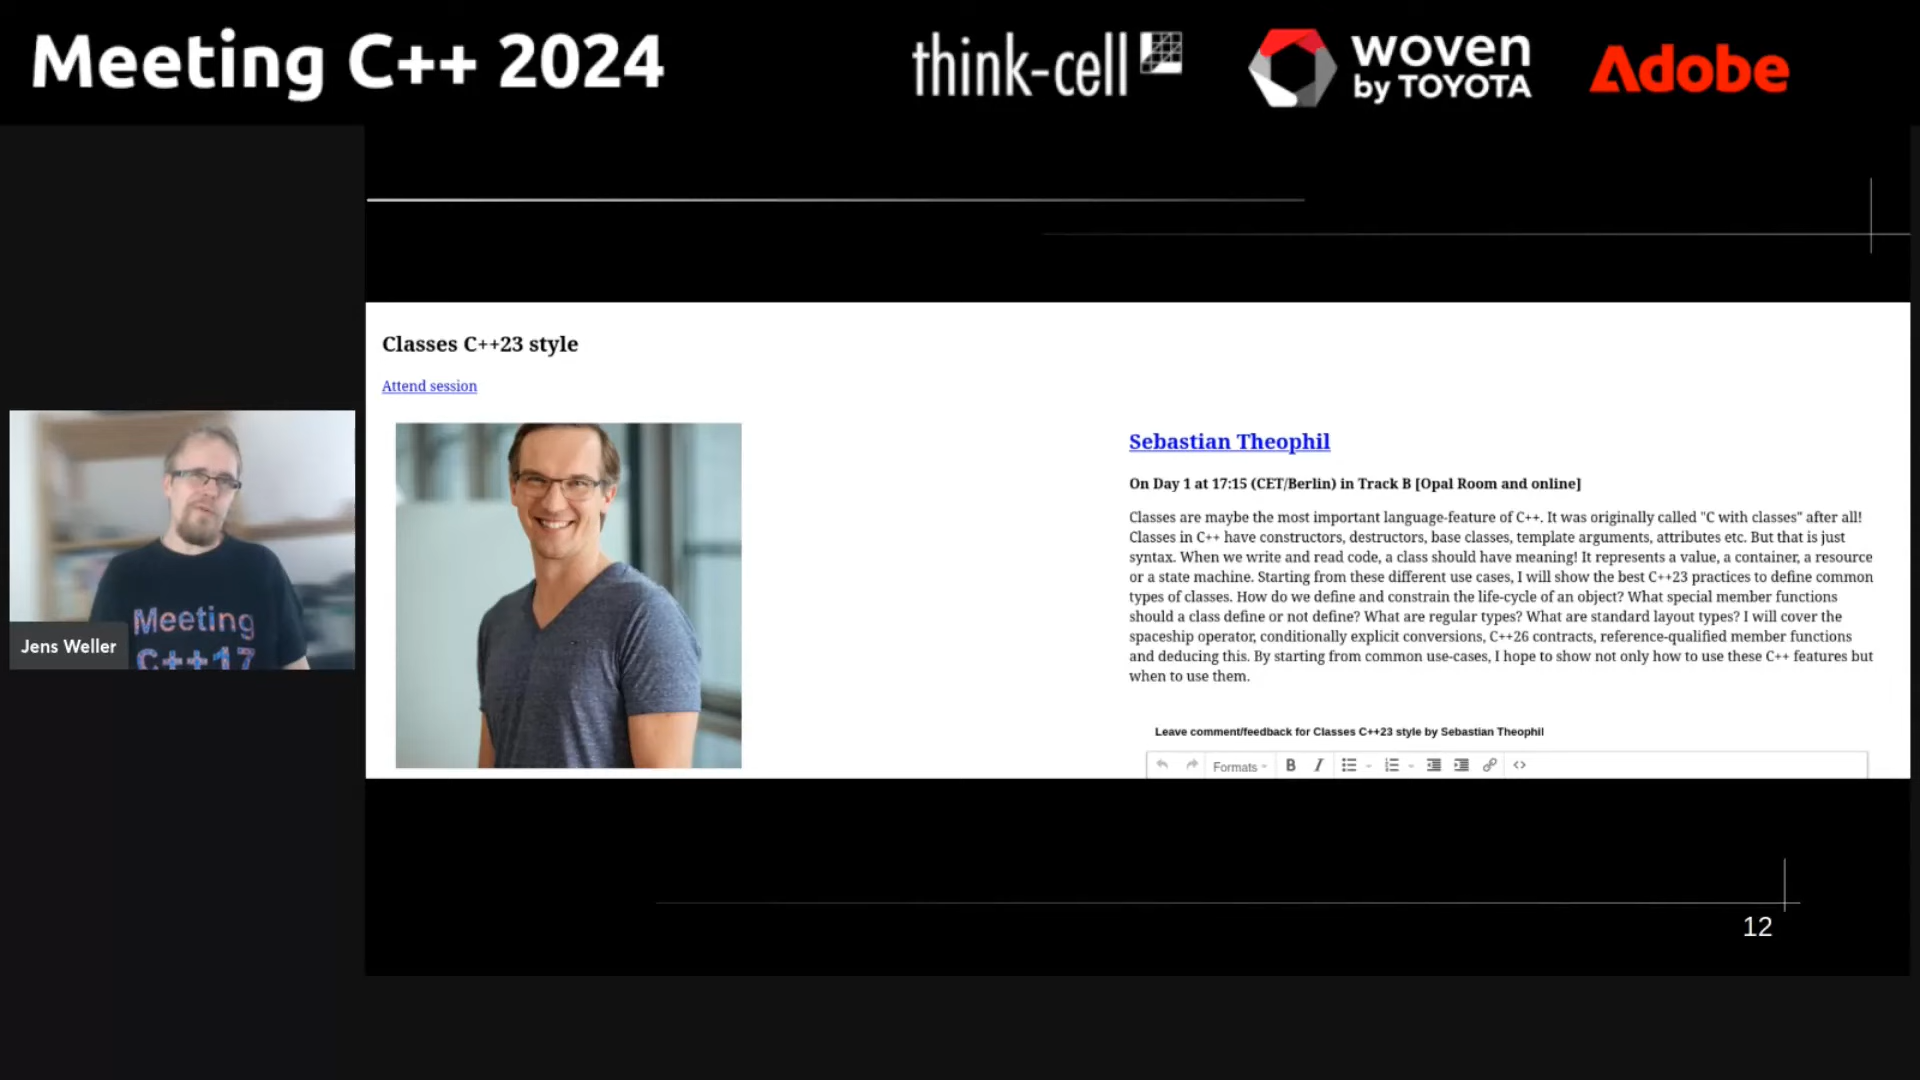 Meeting C++ 2024
think-cell
woven
by TOYOTA
Adobe
Classes C++23 style
Attend session
Sebastian Theophil
On Day 1 at 17:15 (CET/Berlin) in Track B [Opal Room and online]
Classes are maybe the most important language-feature of C++. It was originally called "C with classes" after all!
Classes in C++ have constructors, destructors, base classes, template arguments, attributes etc. But that is just
syntax. When we write and read code, a class should have meaning! It represents a value, a container, a resource
or a state machine. Starting from these different use cases, I will show the best C++23 practices to define common
types of classes. How do we define and constrain the life-cycle of an object? What special member functions
should a class define or not define? What are regular types? What are standard layout types? I will cover the
spaceship operator, conditionally explicit conversions, C++26 contracts, reference-qualified member functions
and deducing this. By starting from common use-cases, I hope to show not only how to use these C++ features but
when to use them.
Leave comment/feedback for Classes C++23 style by Sebastian Theophil
Formats B I
Meeting
C++17
Jens Weller
12